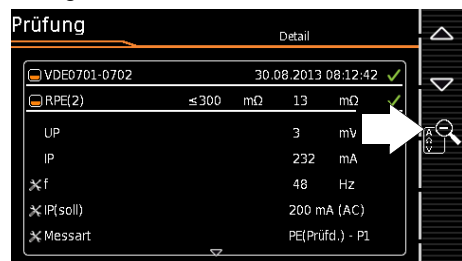 Prüfung
Detail
VDE0701-0702 30.08.2013 08:12:42
RPE(2) ≤300 mΩ 13 mΩ
UP 3 mV
IP 232 mA
f 48 Hz
IP(soll) 200 mA (AC)
Messart PE(Prüfd.) - P1
A
Ω
V